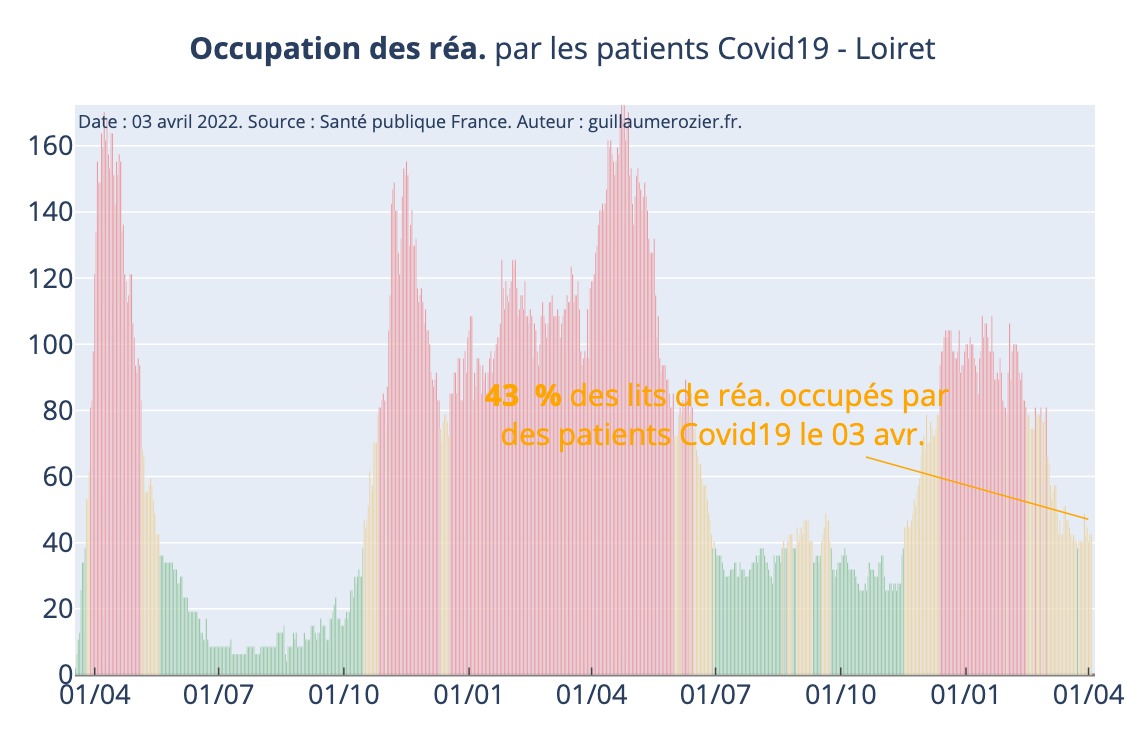 Occupation des réa. par les patients Covid19 - Loiret
Date : 03 avril 2022. Source : Santé publique France. Auteur : guillaumerozier.fr.
160
140
120
100
80
60
40
20
0
43 % des lits de réa. occupés par
des patients Covid19 le 03 avr.
01/04 01/07 01/10 01/01 01/04 01/07 01/10 01/01 01/04